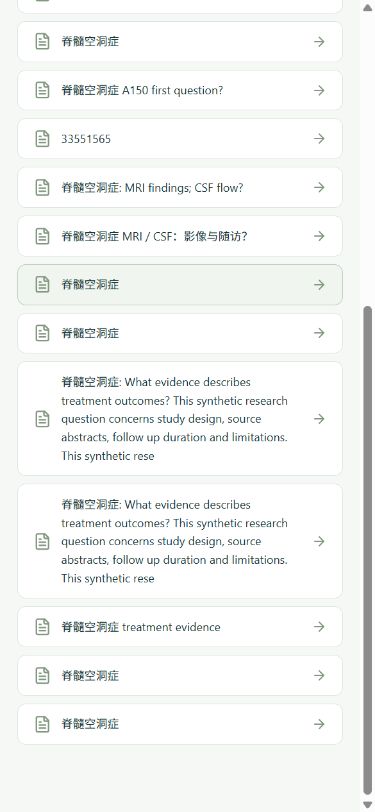 脊髓空洞症
脊髓空洞症 A150 first question?
33551565
脊髓空洞症: MRI findings; CSF flow?
脊髓空洞症 MRI / CSF：影像与随访?
脊髓空洞症
脊髓空洞症
脊髓空洞症: What evidence describes
treatment outcomes? This synthetic research
question concerns study design, source
abstracts, follow up duration and limitations.
This synthetic rese
脊髓空洞症: What evidence describes
treatment outcomes? This synthetic research
question concerns study design, source
abstracts, follow up duration and limitations.
This synthetic rese
脊髓空洞症 treatment evidence
脊髓空洞症
脊髓空洞症